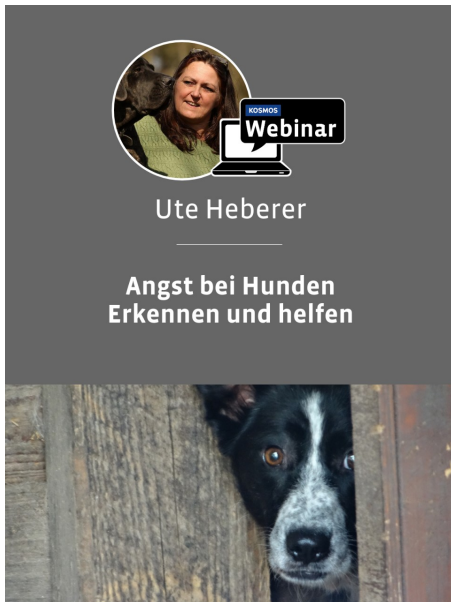 KOSMOS
Webinar
Ute Heberer
Angst bei Hunden
Erkennen und helfen